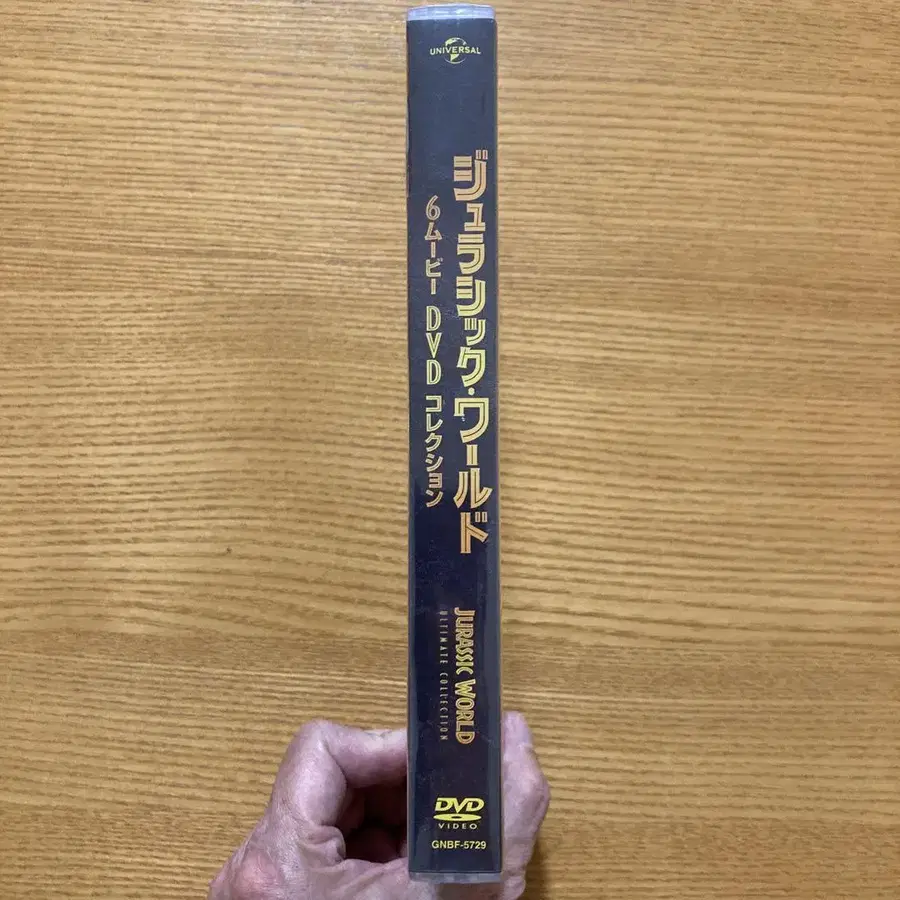 UNIVERSAL
ジュラシック・ワールド
6ムービー DVD コレクション
JURASSIC WORLD
ULTIMATE COLLECTION
DVD
VIDEO
GNBF-5729